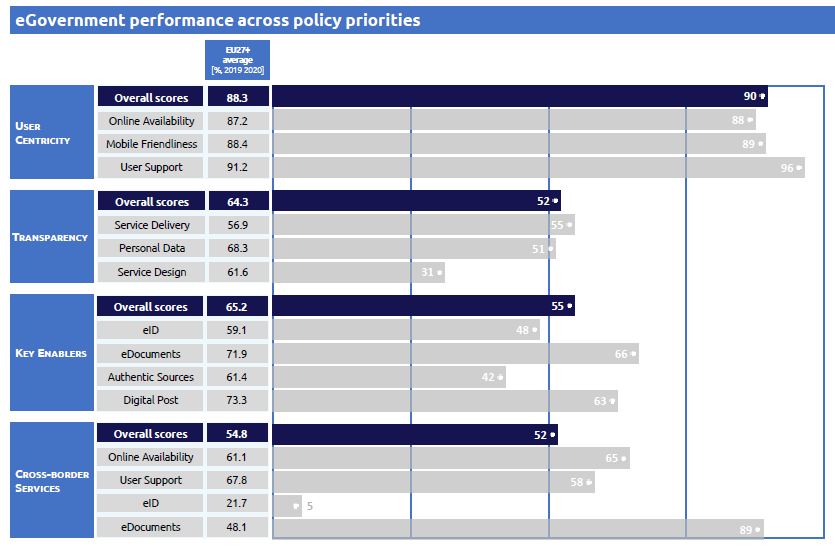 eGovernment performance across policy priorities
EU27+
average
[%, 2019 2020]
USER
CENTRICITY
Overall scores 88.3 90
Online Availability 87.2 88
Mobile Friendliness 88.4 89
User Support 91.2 96
TRANSPARENCY
Overall scores 64.3 52
Service Delivery 56.9 55
Personal Data 68.3 51
Service Design 61.6 31
KEY ENABLERS
Overall scores 65.2 55
eID 59.1 48
eDocuments 71.9 66
Authentic Sources 61.4 42
Digital Post 73.3 63
CROSS-BORDER
SERVICES
Overall scores 54.8 52
Online Availability 61.1 65
User Support 67.8 58
eID 21.7 5
eDocuments 48.1 89